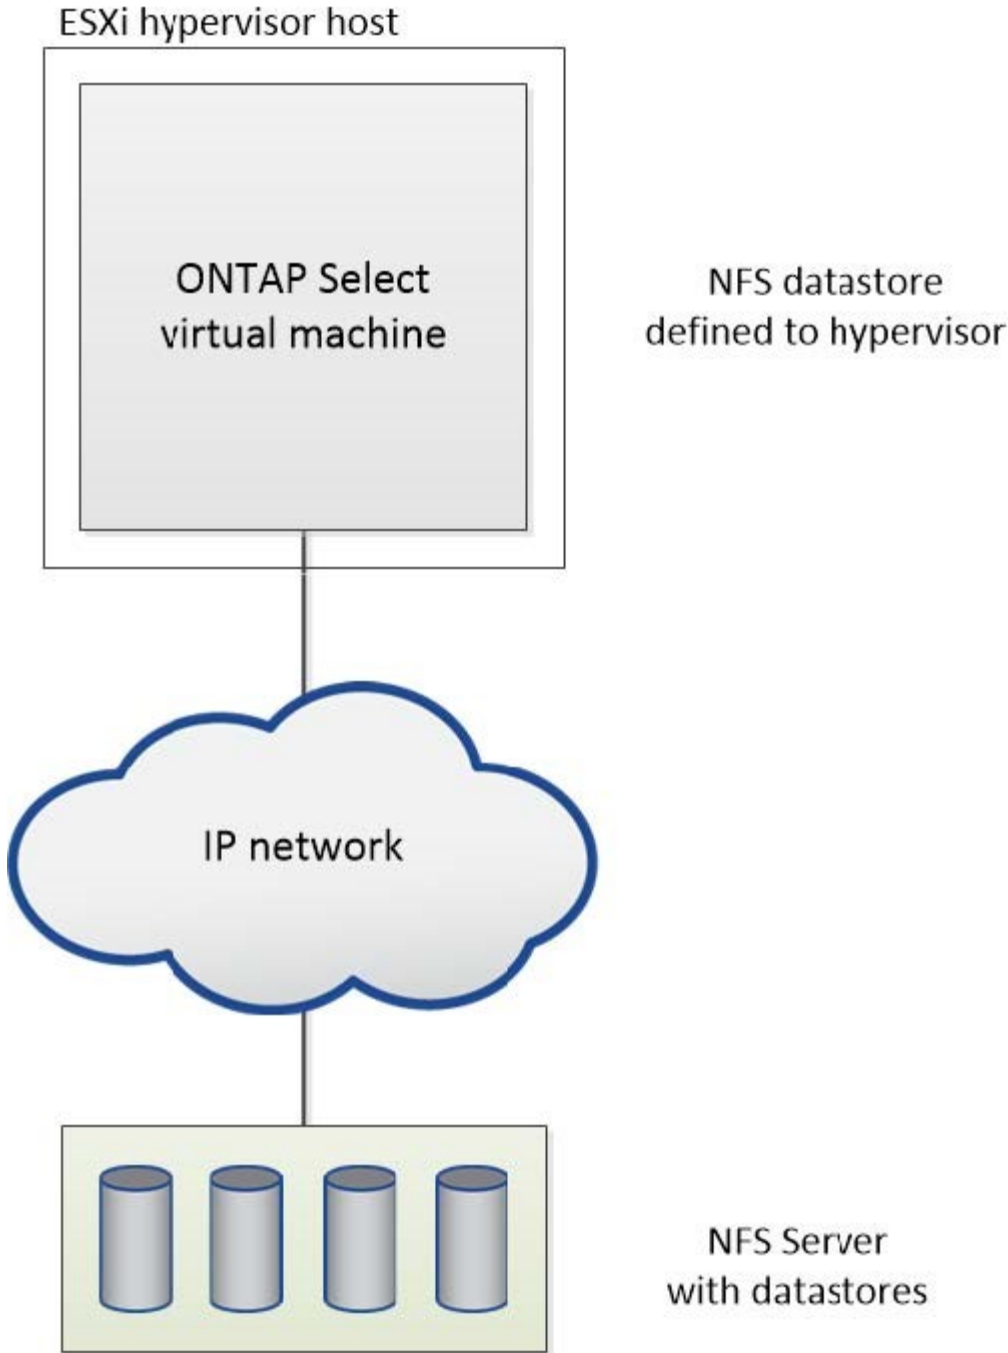 ESXi hypervisor host
ONTAP Select
virtual machine
NFS datastore
defined to hypervisor
IP network
NFS Server
with datastores